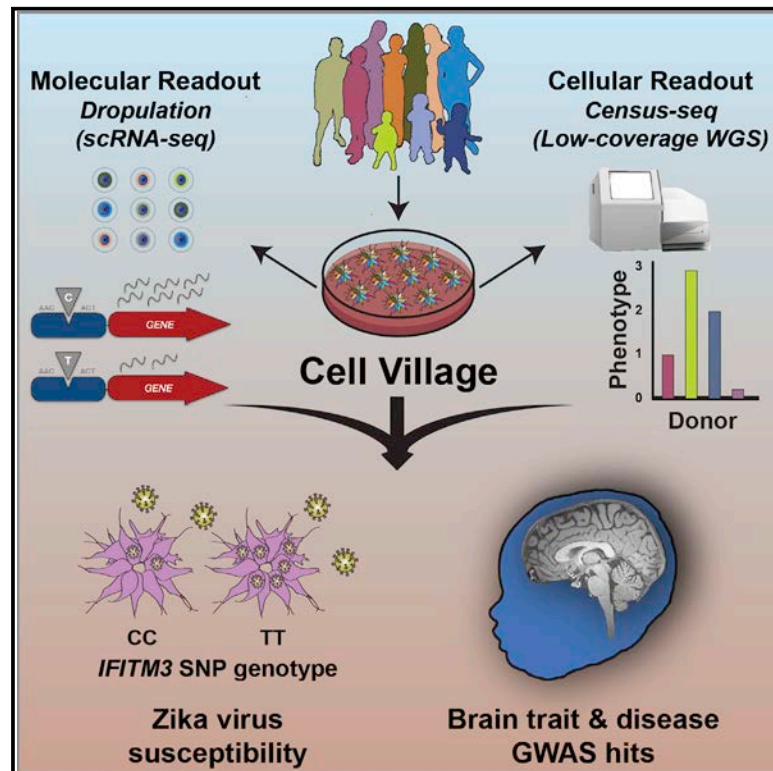 Molecular Readout
Dropulation
(scRNA-seq)
Cellular Readout
Census-seq
(Low-coverage WGS)
AAC C ACT
GENE
AAC T ACT
GENE
Cell Village
Phenotype
3
2
1
0
Donor
CC
TT
IFITM3 SNP genotype
Zika virus
susceptibility
Brain trait & disease
GWAS hits